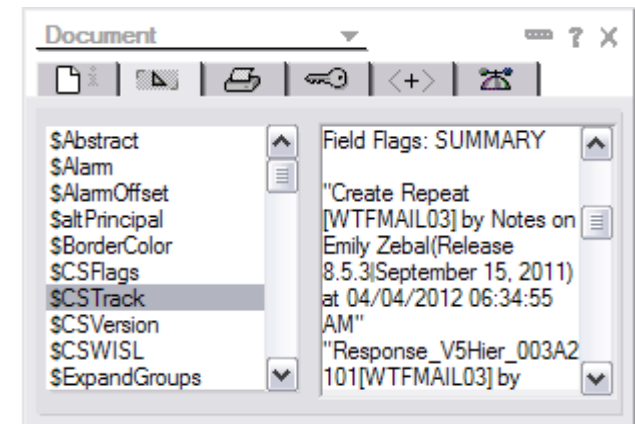 Document
?
<+>
$Abstract
$Alarm
$AlarmOffset
$altPrincipal
$BorderColor
$CSFlags
$CSTrack
$CSVersion
$CSWISL
$ExpandGroups
Field Flags: SUMMARY
"Create Repeat
[WTFMAIL03] by Notes on
Emily Zebal(Release
8.5.3|September 15, 2011)
at 04/04/2012 06:34:55
AM"
"Response_V5Hier_003A2
101[WTFMAIL03] by